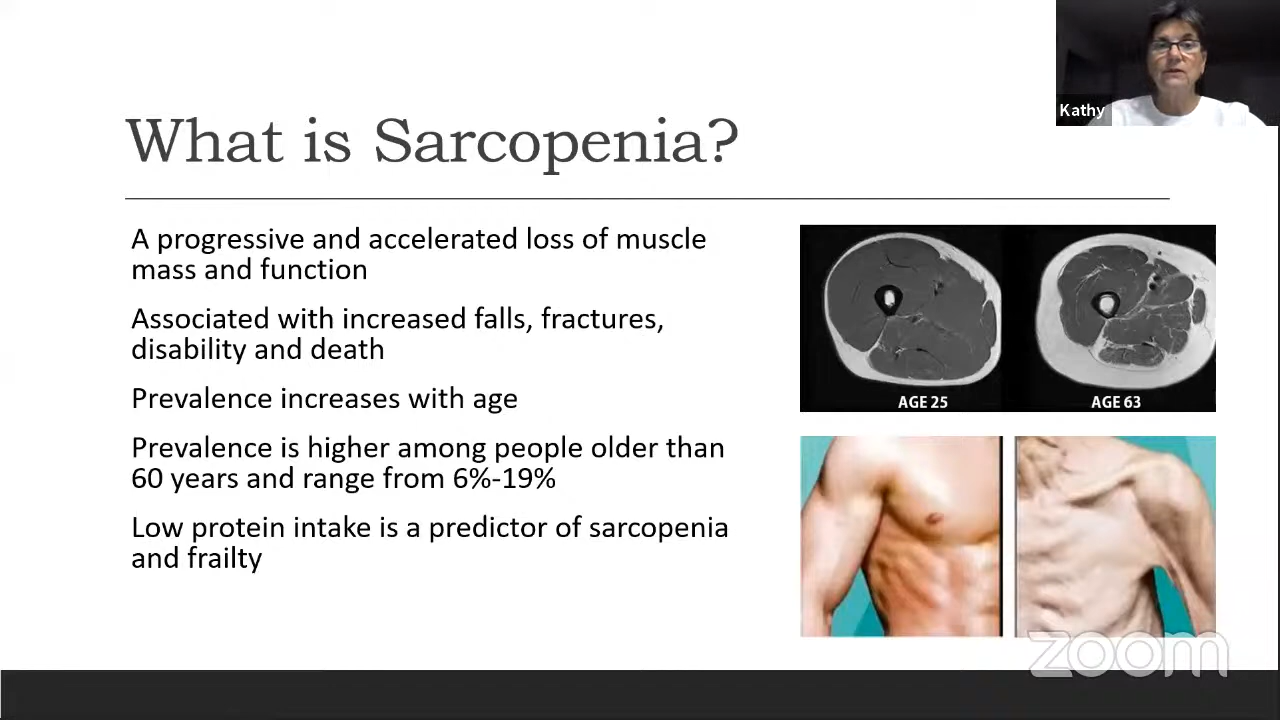 Kathy
What is Sarcopenia?
A progressive and accelerated loss of muscle
mass and function
Associated with increased falls, fractures,
disability and death
Prevalence increases with age
Prevalence is higher among people older than
60 years and range from 6%-19%
Low protein intake is a predictor of sarcopenia
and frailty
AGE 25
AGE 63
zoom